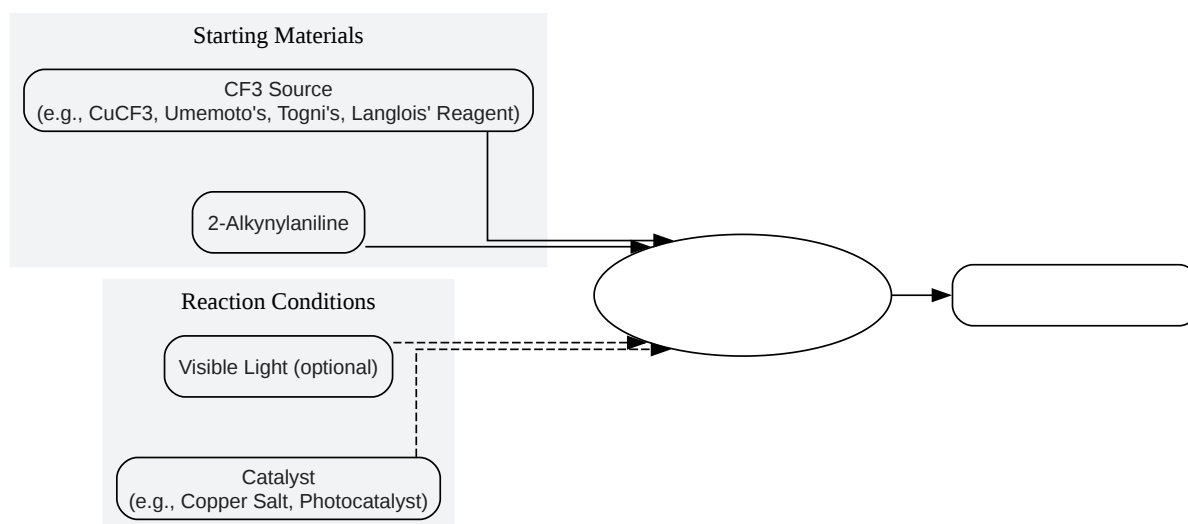 Starting Materials
CF3 Source
(e.g., CuCF3, Umemoto's, Togni's, Langlois' Reagent)
2-Alkynylaniline
Reaction Conditions
Visible Light (optional)
Catalyst
(e.g., Copper Salt, Photocatalyst)